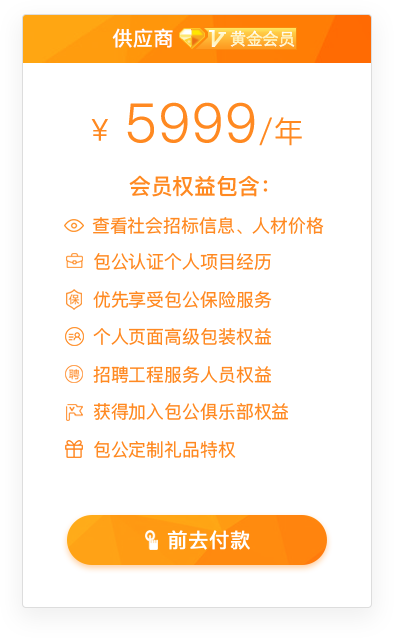 供应商 V 黄金会员
¥ 5999/年
会员权益包含：
查看社会招标信息、人材价格
包公认证个人项目经历
保 优先享受包公保险服务
个人页面高级包装权益
聘 招聘工程服务人员权益
获得加入包公俱乐部权益
包公定制礼品特权
前去付款